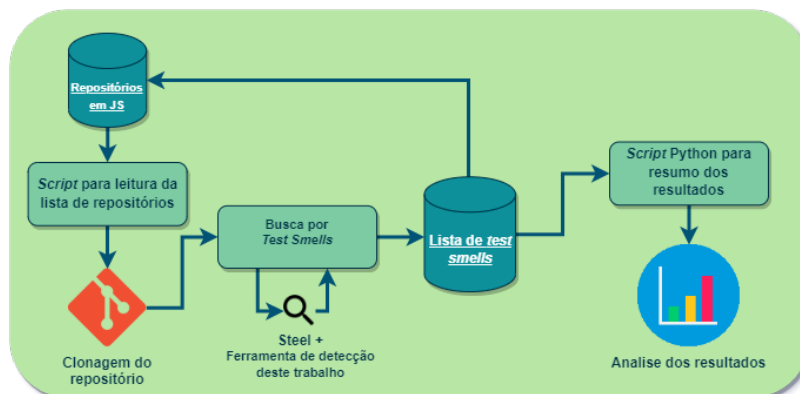 Repositórios
em JS
Script para leitura da
lista de repositórios
Clonagem do
repositório
Busca por
Test Smells
Steel +
Ferramenta de detecção
deste trabalho
Lista de test
smells
Script Python para
resumo dos
resultados
Analise dos resultados